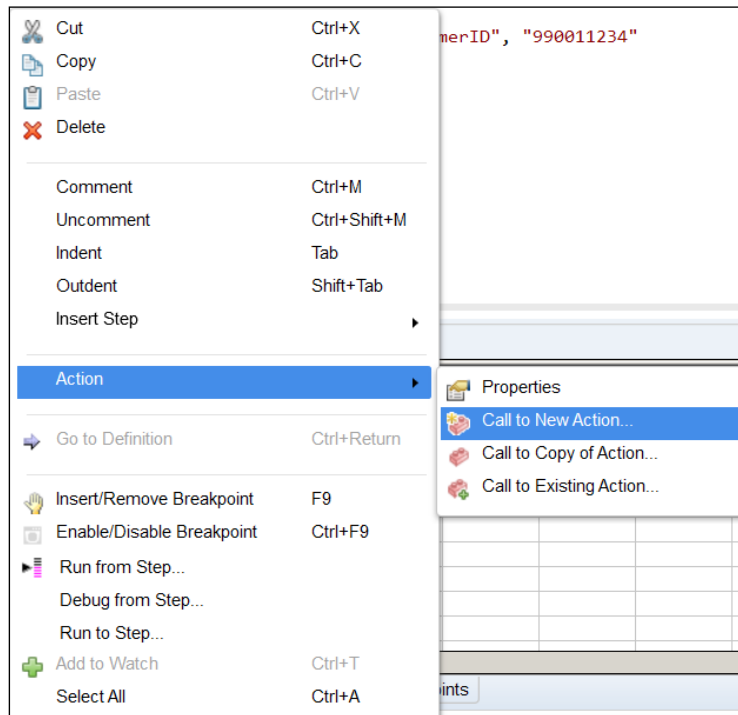 Cut Ctrl+X
merID", "990011234"
Copy Ctrl+C
Paste Ctrl+V
Delete
Comment Ctrl+M
Uncomment Ctrl+Shift+M
Indent Tab
Outdent Shift+Tab
Insert Step
Action
Properties
Call to New Action...
Call to Copy of Action...
Call to Existing Action...
Go to Definition Ctrl+Return
Insert/Remove Breakpoint F9
Enable/Disable Breakpoint Ctrl+F9
Run from Step...
Debug from Step...
Run to Step...
Add to Watch Ctrl+T
Select All Ctrl+A
ints